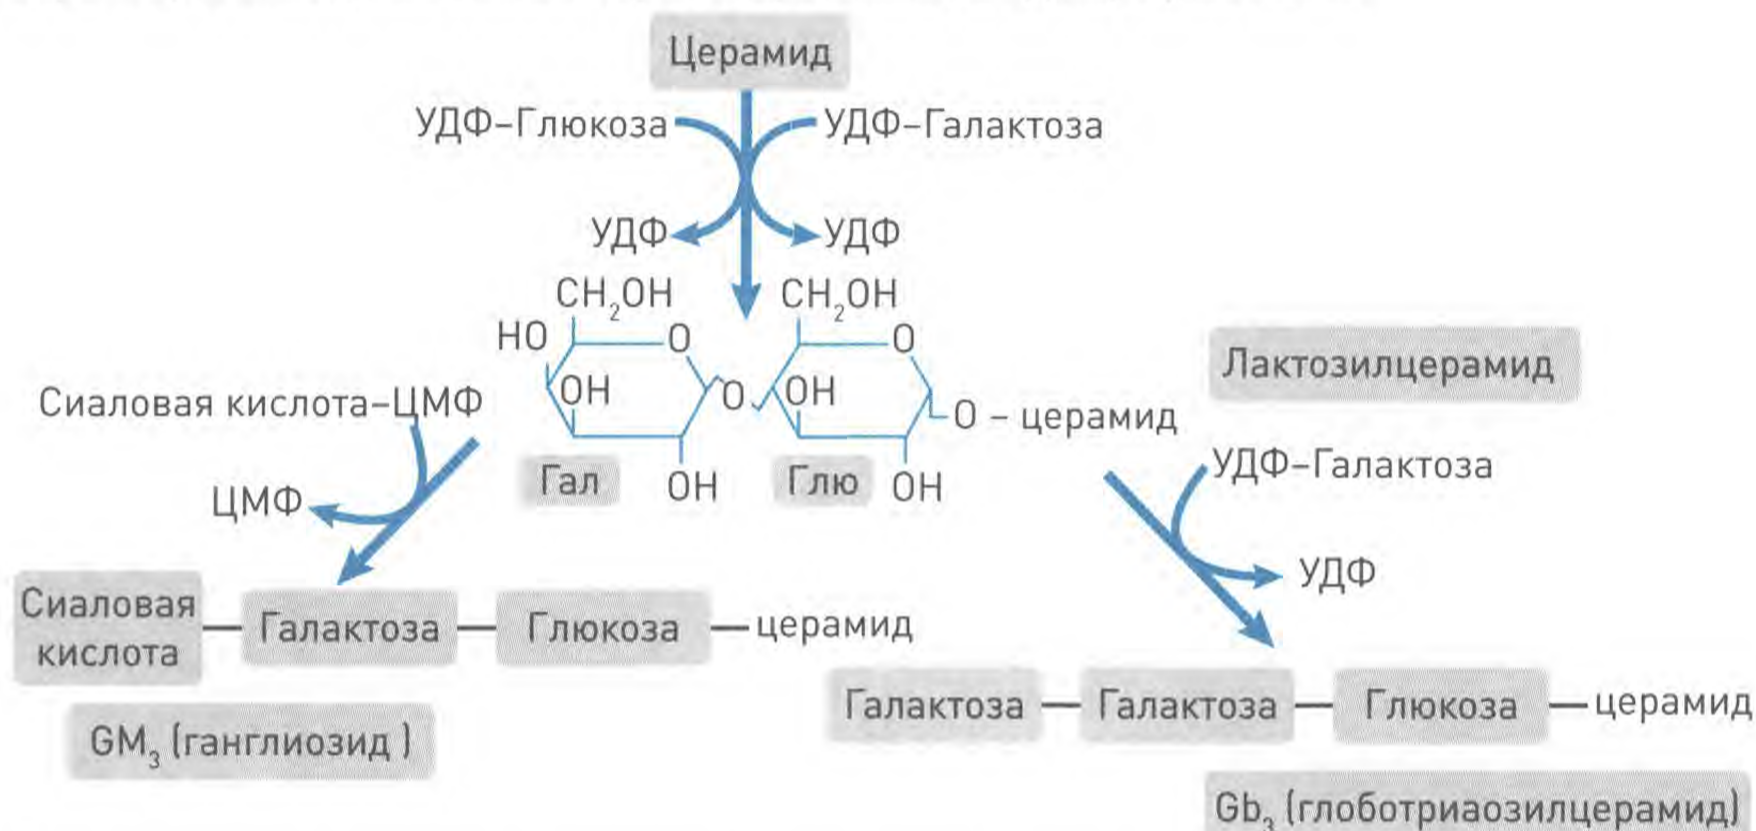 Церамид
УДФ–Глюкоза
УДФ–Галактоза
УДФ
УДФ
CH₂OH
CH₂OH
HO
O
O
OH
OH
O
O – церамид
Гал
OH
Глю
OH
Лактозилцерамид
Сиаловая кислота–ЦМФ
ЦМФ
УДФ–Галактоза
УДФ
Сиаловая
кислота
Галактоза
Глюкоза
церамид
GM₃ (ганглиозид )
Галактоза
Галактоза
Глюкоза
церамид
Gb₃ (глоботриаозилцерамид)